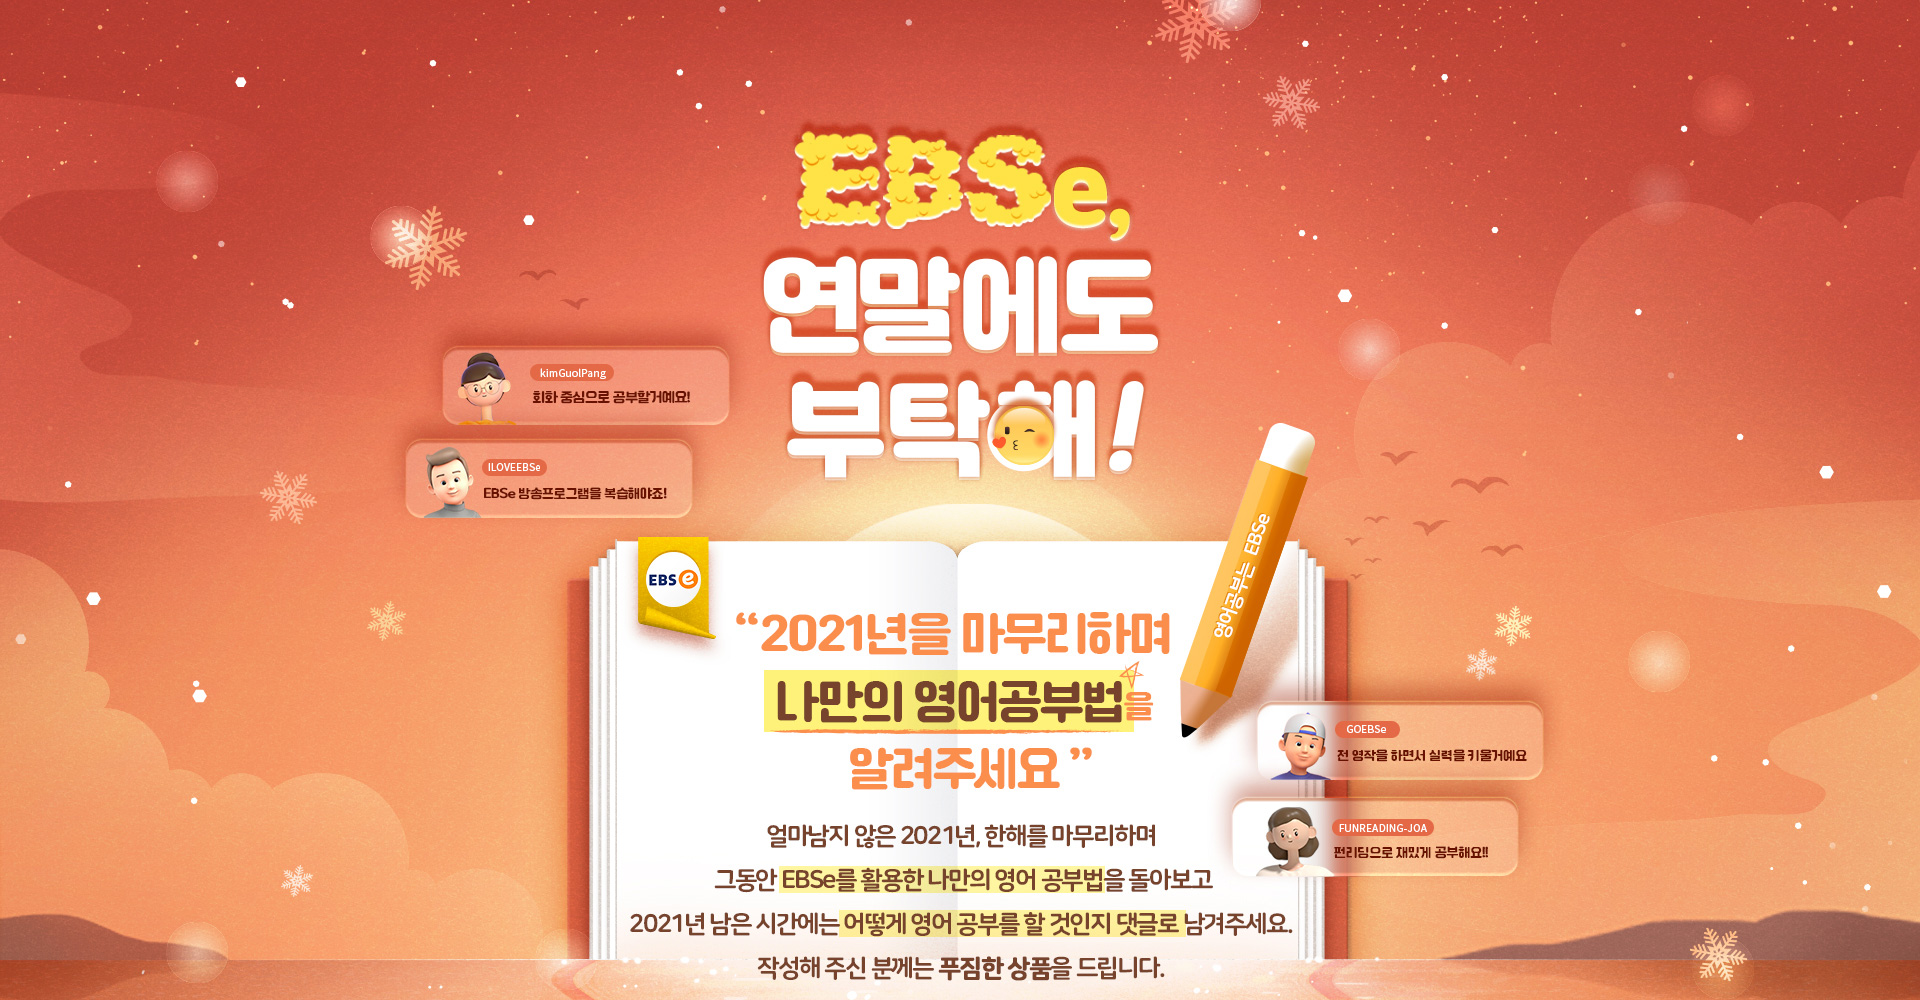 EBSe,
연말에도
부탁해!
kimGuolPang
회화 중심으로 공부할거예요!
ILOVEEBSe
EBSe 방송프로그램을 복습해야죠!
영어공부는 EBSe
EBSe
“2021년을 마무리하며
나만의 영어공부법을
알려주세요 ”
GOEBSe
전 영작을 하면서 실력을 키울거예요
FUNREADING-JOA
펀리딩으로 재밌게 공부해요!!
얼마남지 않은 2021년, 한해를 마무리하며
그동안 EBSe를 활용한 나만의 영어 공부법을 돌아보고
2021년 남은 시간에는 어떻게 영어 공부를 할 것인지 댓글로 남겨주세요.
작성해 주신 분께는 푸짐한 상품을 드립니다.